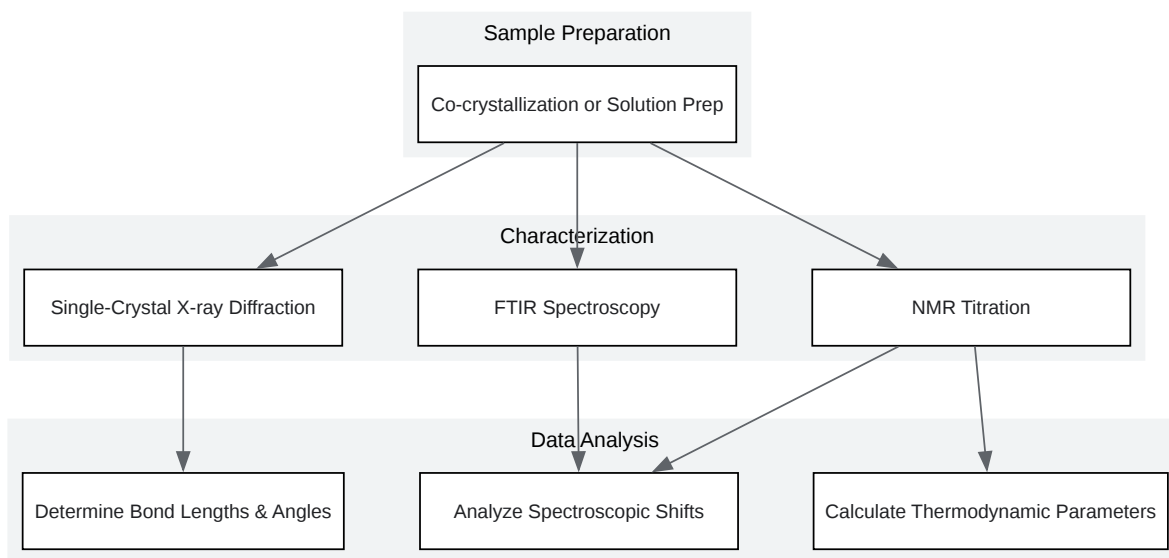 Sample Preparation
Co-crystallization or Solution Prep
Characterization
Single-Crystal X-ray Diffraction
FTIR Spectroscopy
NMR Titration
Data Analysis
Determine Bond Lengths & Angles
Analyze Spectroscopic Shifts
Calculate Thermodynamic Parameters